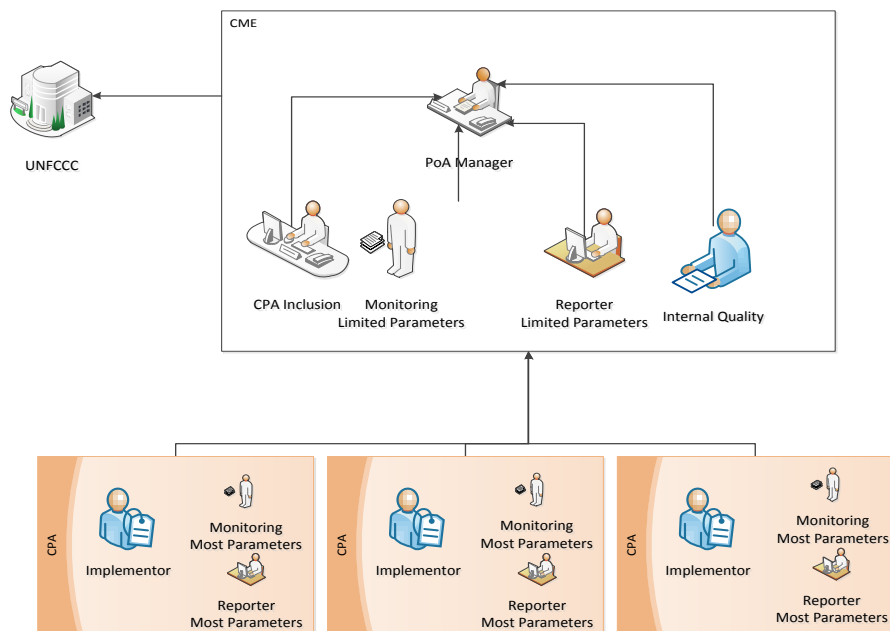 CME
UNFCCC
PoA Manager
CPA Inclusion
Monitoring
Limited Parameters
Reporter
Limited Parameters
Internal Quality
CPA
Implementor
Monitoring
Most Parameters
Reporter
Most Parameters
CPA
Implementor
Monitoring
Most Parameters
Reporter
Most Parameters
CPA
Implementor
Monitoring
Most Parameters
Reporter
Most Parameters